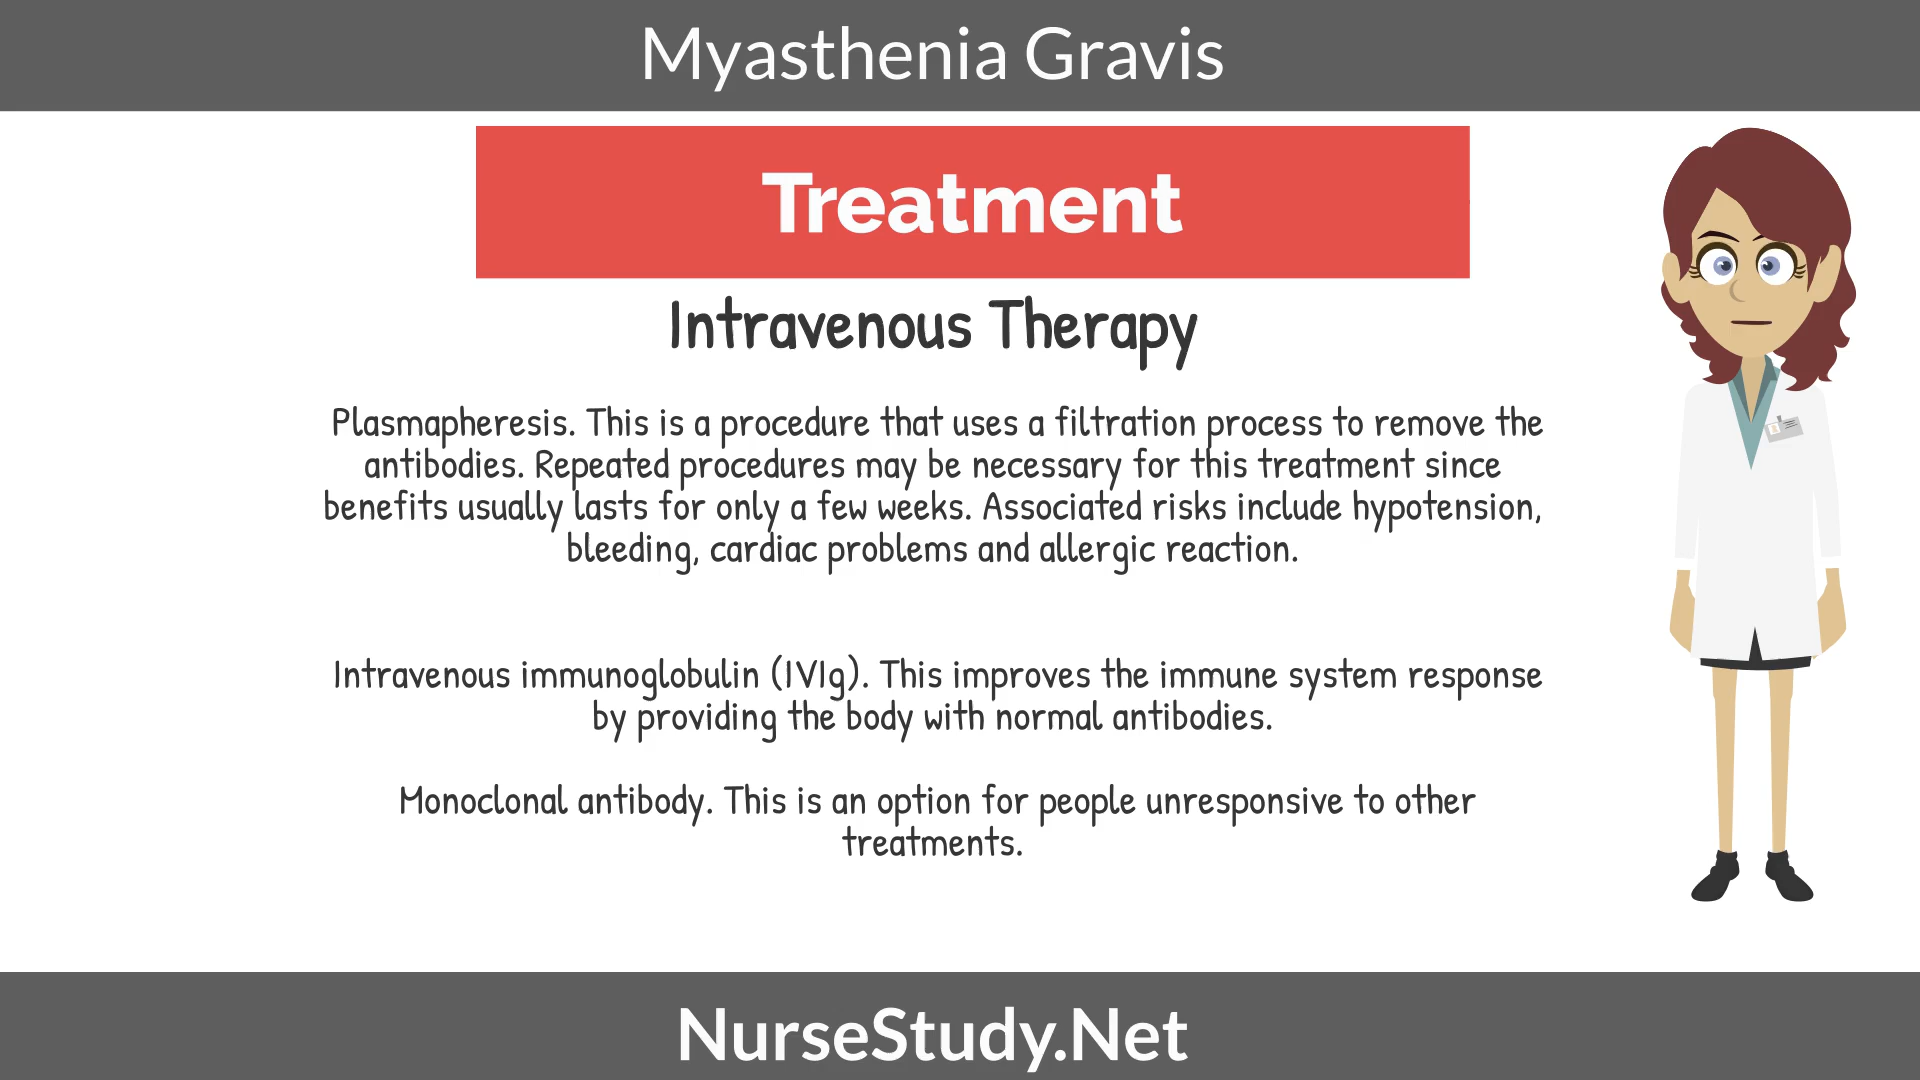 Myasthenia Gravis
Treatment
Intravenous Therapy
Plasmapheresis. This is a procedure that uses a filtration process to remove the
antibodies. Repeated procedures may be necessary for this treatment since
benefits usually lasts for only a few weeks. Associated risks include hypotension,
bleeding, cardiac problems and allergic reaction.
Intravenous immunoglobulin (IVIg). This improves the immune system response
by providing the body with normal antibodies.
Monoclonal antibody. This is an option for people unresponsive to other
treatments.
NurseStudy.Net